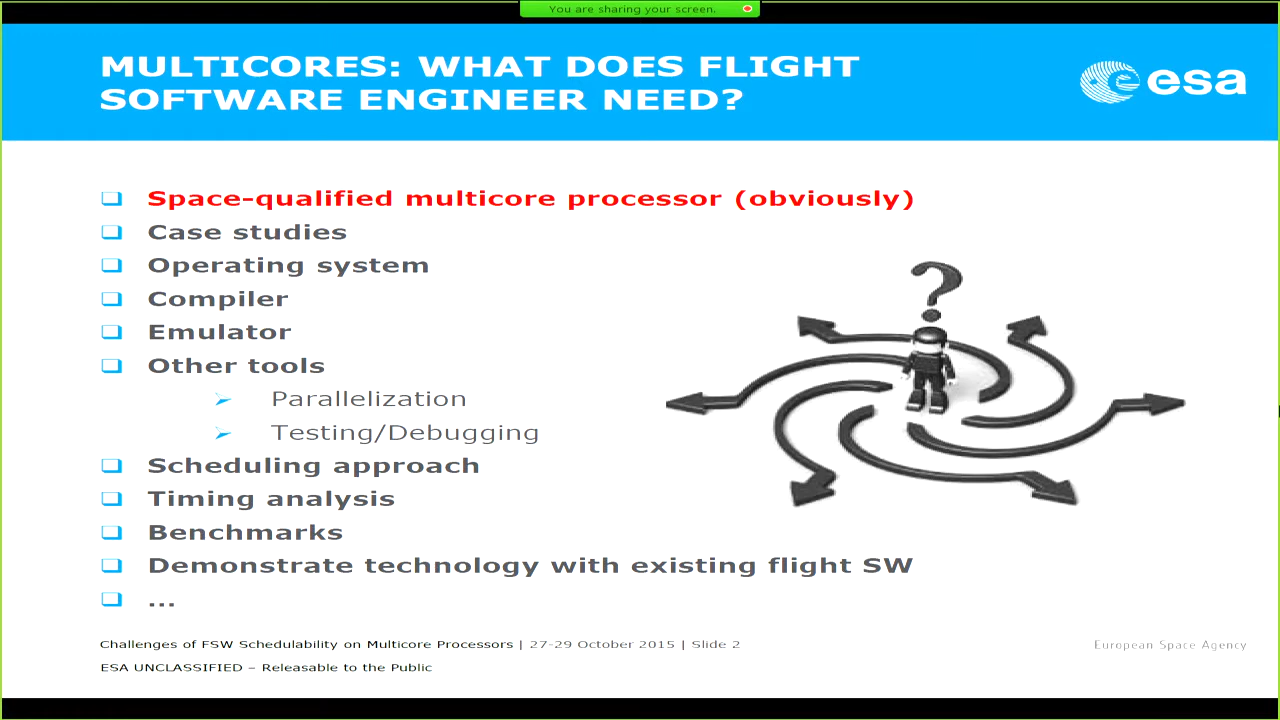 You are sharing your screen.
MULTICORES: WHAT DOES FLIGHT
SOFTWARE ENGINEER NEED?
esa
Space-qualified multicore processor (obviously)
Case studies
Operating system
Compiler
Emulator
Other tools
Parallelization
Testing/Debugging
Scheduling approach
Timing analysis
Benchmarks
Demonstrate technology with existing flight SW
...
?
Challenges of FSW Schedulability on Multicore Processors | 27-29 October 2015 | Slide 2
European Space Agency
ESA UNCLASSIFIED – Releasable to the Public